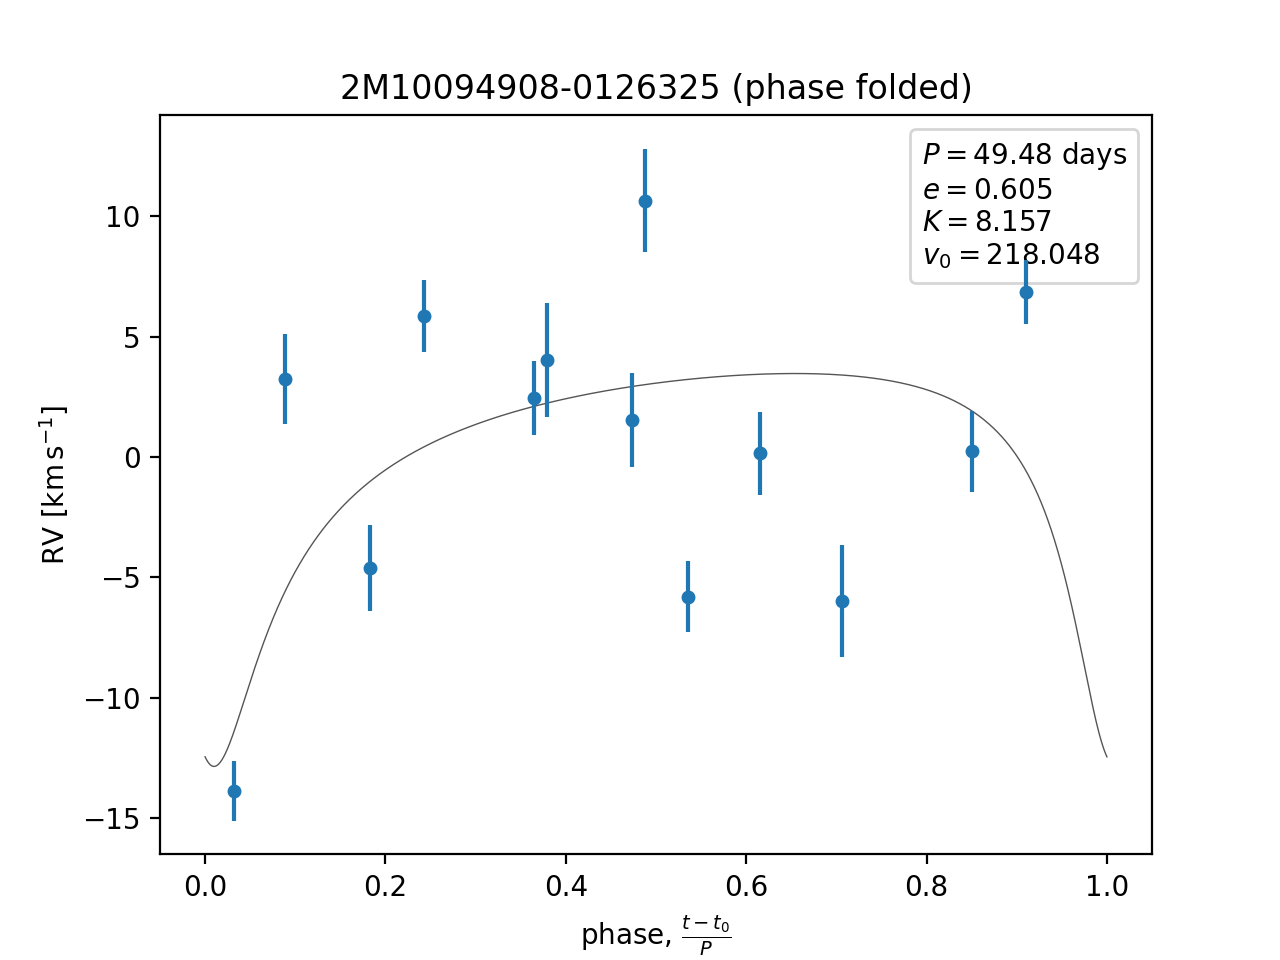 2M10094908-0126325 (phase folded)
P = 49.48 days
e = 0.605
K = 8.157
v₀ = 218.048
10
5
0
−5
−10
−15
RV [km s⁻¹]
0.0 0.2 0.4 0.6 0.8 1.0
phase, (t − t₀)/P